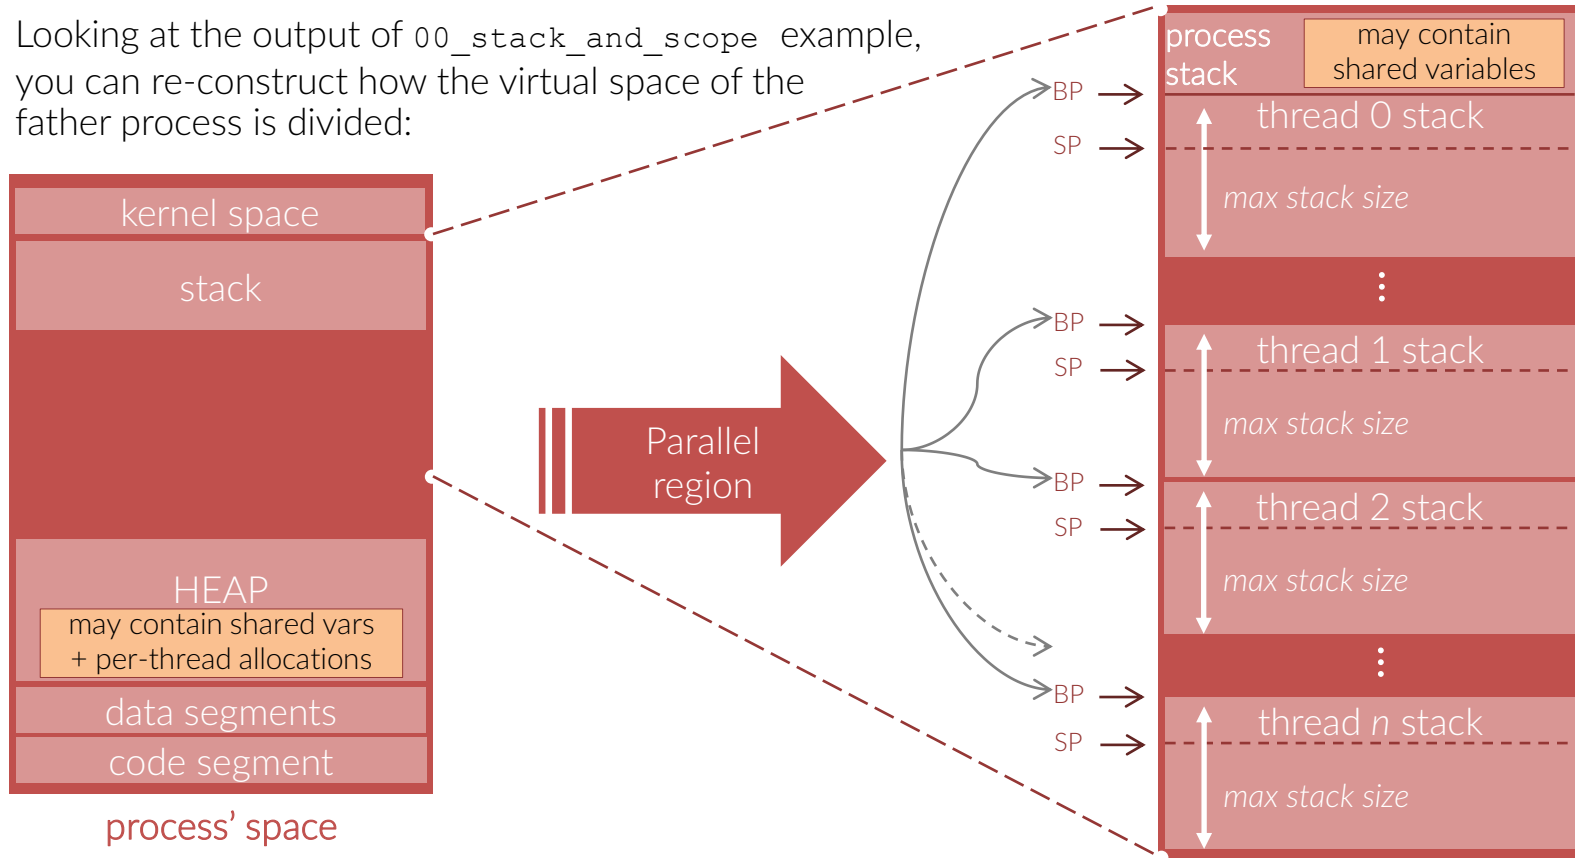 Looking at the output of 00_stack_and_scope example,
you can re-construct how the virtual space of the
father process is divided:
kernel space
stack
HEAP
may contain shared vars
+ per-thread allocations
data segments
code segment
process’ space
Parallel
region
process
stack
may contain
shared variables
BP
thread 0 stack
SP
max stack size
⋮
BP
thread 1 stack
SP
max stack size
BP
thread 2 stack
SP
max stack size
⋮
BP
thread n stack
SP
max stack size